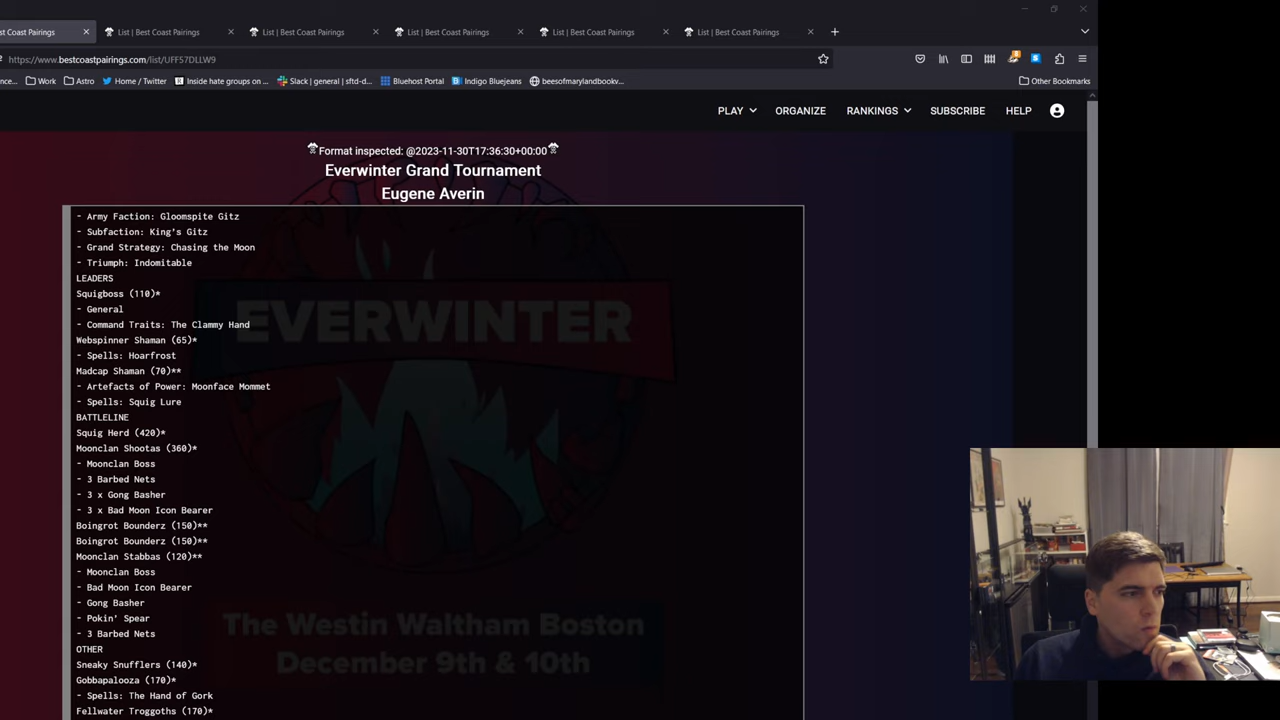 st Coast Pairings
List | Best Coast Pairings
List | Best Coast Pairings
List | Best Coast Pairings
List | Best Coast Pairings
List | Best Coast Pairings
https://www.bestcoastpairings.com/list/UFF57DLLW9
nce...
Work
Astro
Home / Twitter
Inside hate groups on ...
Slack | general | sftd-d...
Bluehost Portal
Indigo Bluejeans
beesofmarylandbookv...
Other Bookmarks
PLAY
ORGANIZE
RANKINGS
SUBSCRIBE
HELP
Format inspected: @2023-11-30T17:36:30+00:00
Everwinter Grand Tournament
Eugene Averin
- Army Faction: Gloomspite Gitz
- Subfaction: King's Gitz
- Grand Strategy: Chasing the Moon
- Triumph: Indomitable
LEADERS
Squigboss (110)*
- General
- Command Traits: The Clammy Hand
Webspinner Shaman (65)*
- Spells: Hoarfrost
Madcap Shaman (70)**
- Artefacts of Power: Moonface Mommet
- Spells: Squig Lure
BATTLELINE
Squig Herd (420)*
Moonclan Shootas (360)*
- Moonclan Boss
- 3 Barbed Nets
- 3 x Gong Basher
- 3 x Bad Moon Icon Bearer
Boingrot Bounderz (150)**
Boingrot Bounderz (150)**
Moonclan Stabbas (120)**
- Moonclan Boss
- Bad Moon Icon Bearer
- Gong Basher
- Pokin' Spear
- 3 Barbed Nets
OTHER
Sneaky Snufflers (140)*
Gobbapalooza (170)*
- Spells: The Hand of Gork
Fellwater Troggoths (170)*
EVERWINTER
The Westin Waltham Boston
December 9th & 10th